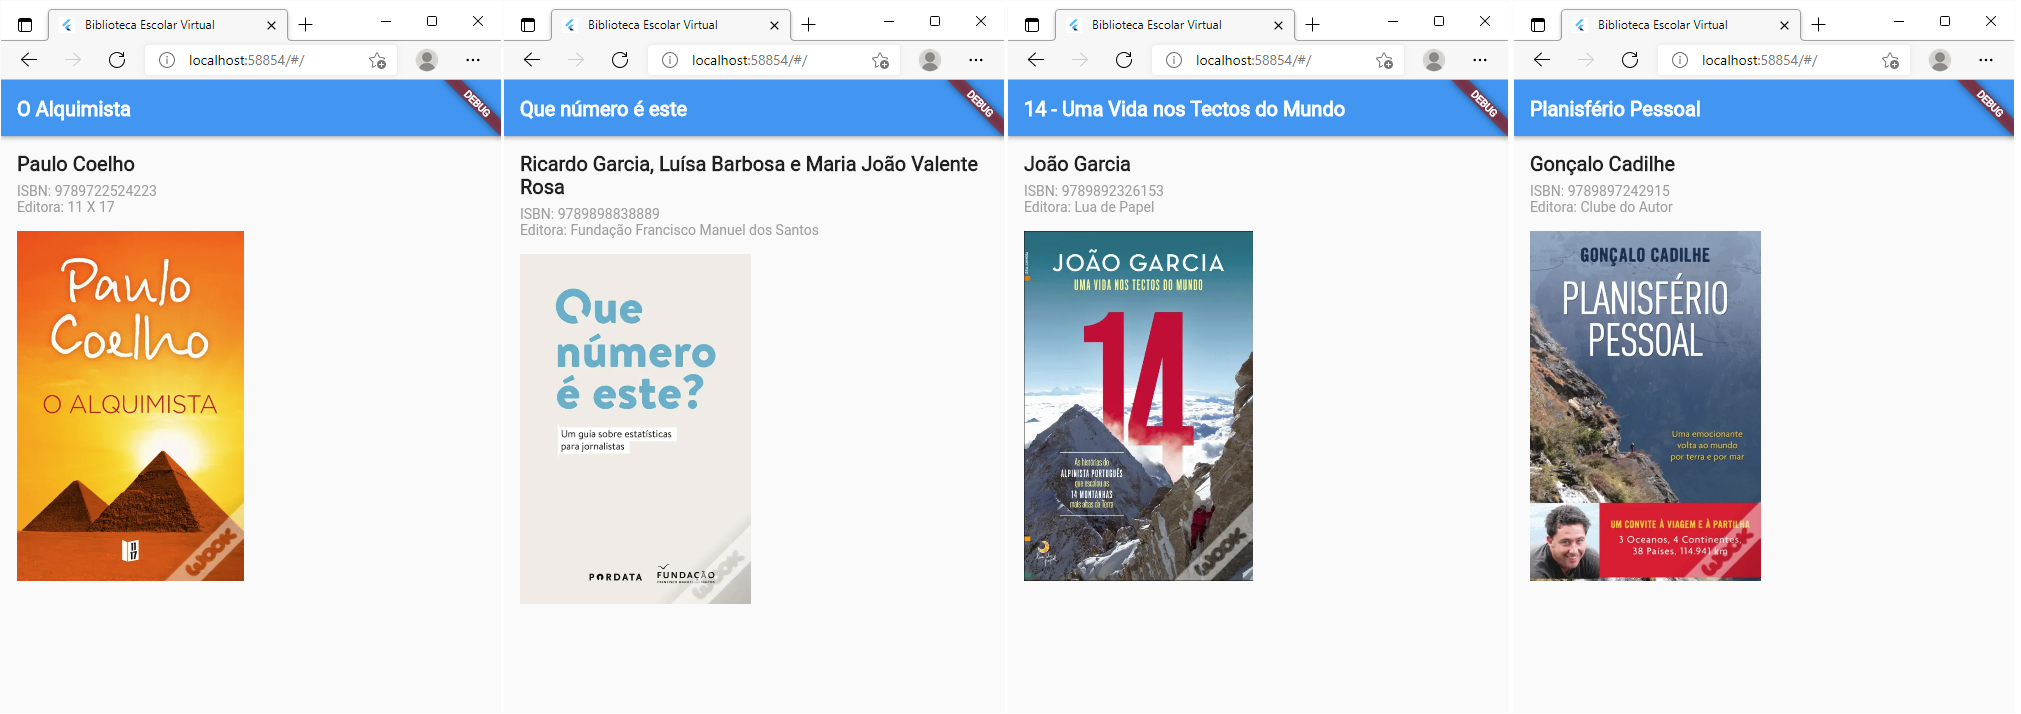 Biblioteca Escolar Virtual
localhost:58854/#/
O Alquimista
DEBUG
Paulo Coelho
ISBN: 9789722524223
Editora: 11 X 17
Paulo
Coelho
O ALQUIMISTA
11
17
WOOK
Biblioteca Escolar Virtual
localhost:58854/#/
Que número é este
DEBUG
Ricardo Garcia, Luísa Barbosa e Maria João Valente
Rosa
ISBN: 9789898838889
Editora: Fundação Francisco Manuel dos Santos
Que
número
é este?
Um guia sobre estatísticas
para jornalistas
PORDATA
FUNDAÇÃO
FRANCISCO MANUEL DOS SANTOS
WOOK
Biblioteca Escolar Virtual
localhost:58854/#/
14 - Uma Vida nos Tectos do Mundo
DEBUG
João Garcia
ISBN: 9789892326153
Editora: Lua de Papel
JOÃO GARCIA
UMA VIDA NOS TECTOS DO MUNDO
14
As histórias do
ALPINISTA PORTUGUÊS
que escalou as
14 MONTANHAS
mais altas da Terra
WOOK
Biblioteca Escolar Virtual
localhost:58854/#/
Planisfério Pessoal
DEBUG
Gonçalo Cadilhe
ISBN: 9789897242915
Editora: Clube do Autor
GONÇALO CADILHE
PLANISFÉRIO
PESSOAL
Uma emocionante
volta ao mundo
por terra e por mar
UM CONVITE À VIAGEM E À PARTILHA
3 Oceanos, 4 Continentes,
38 Países, 114.941 km
WOOK